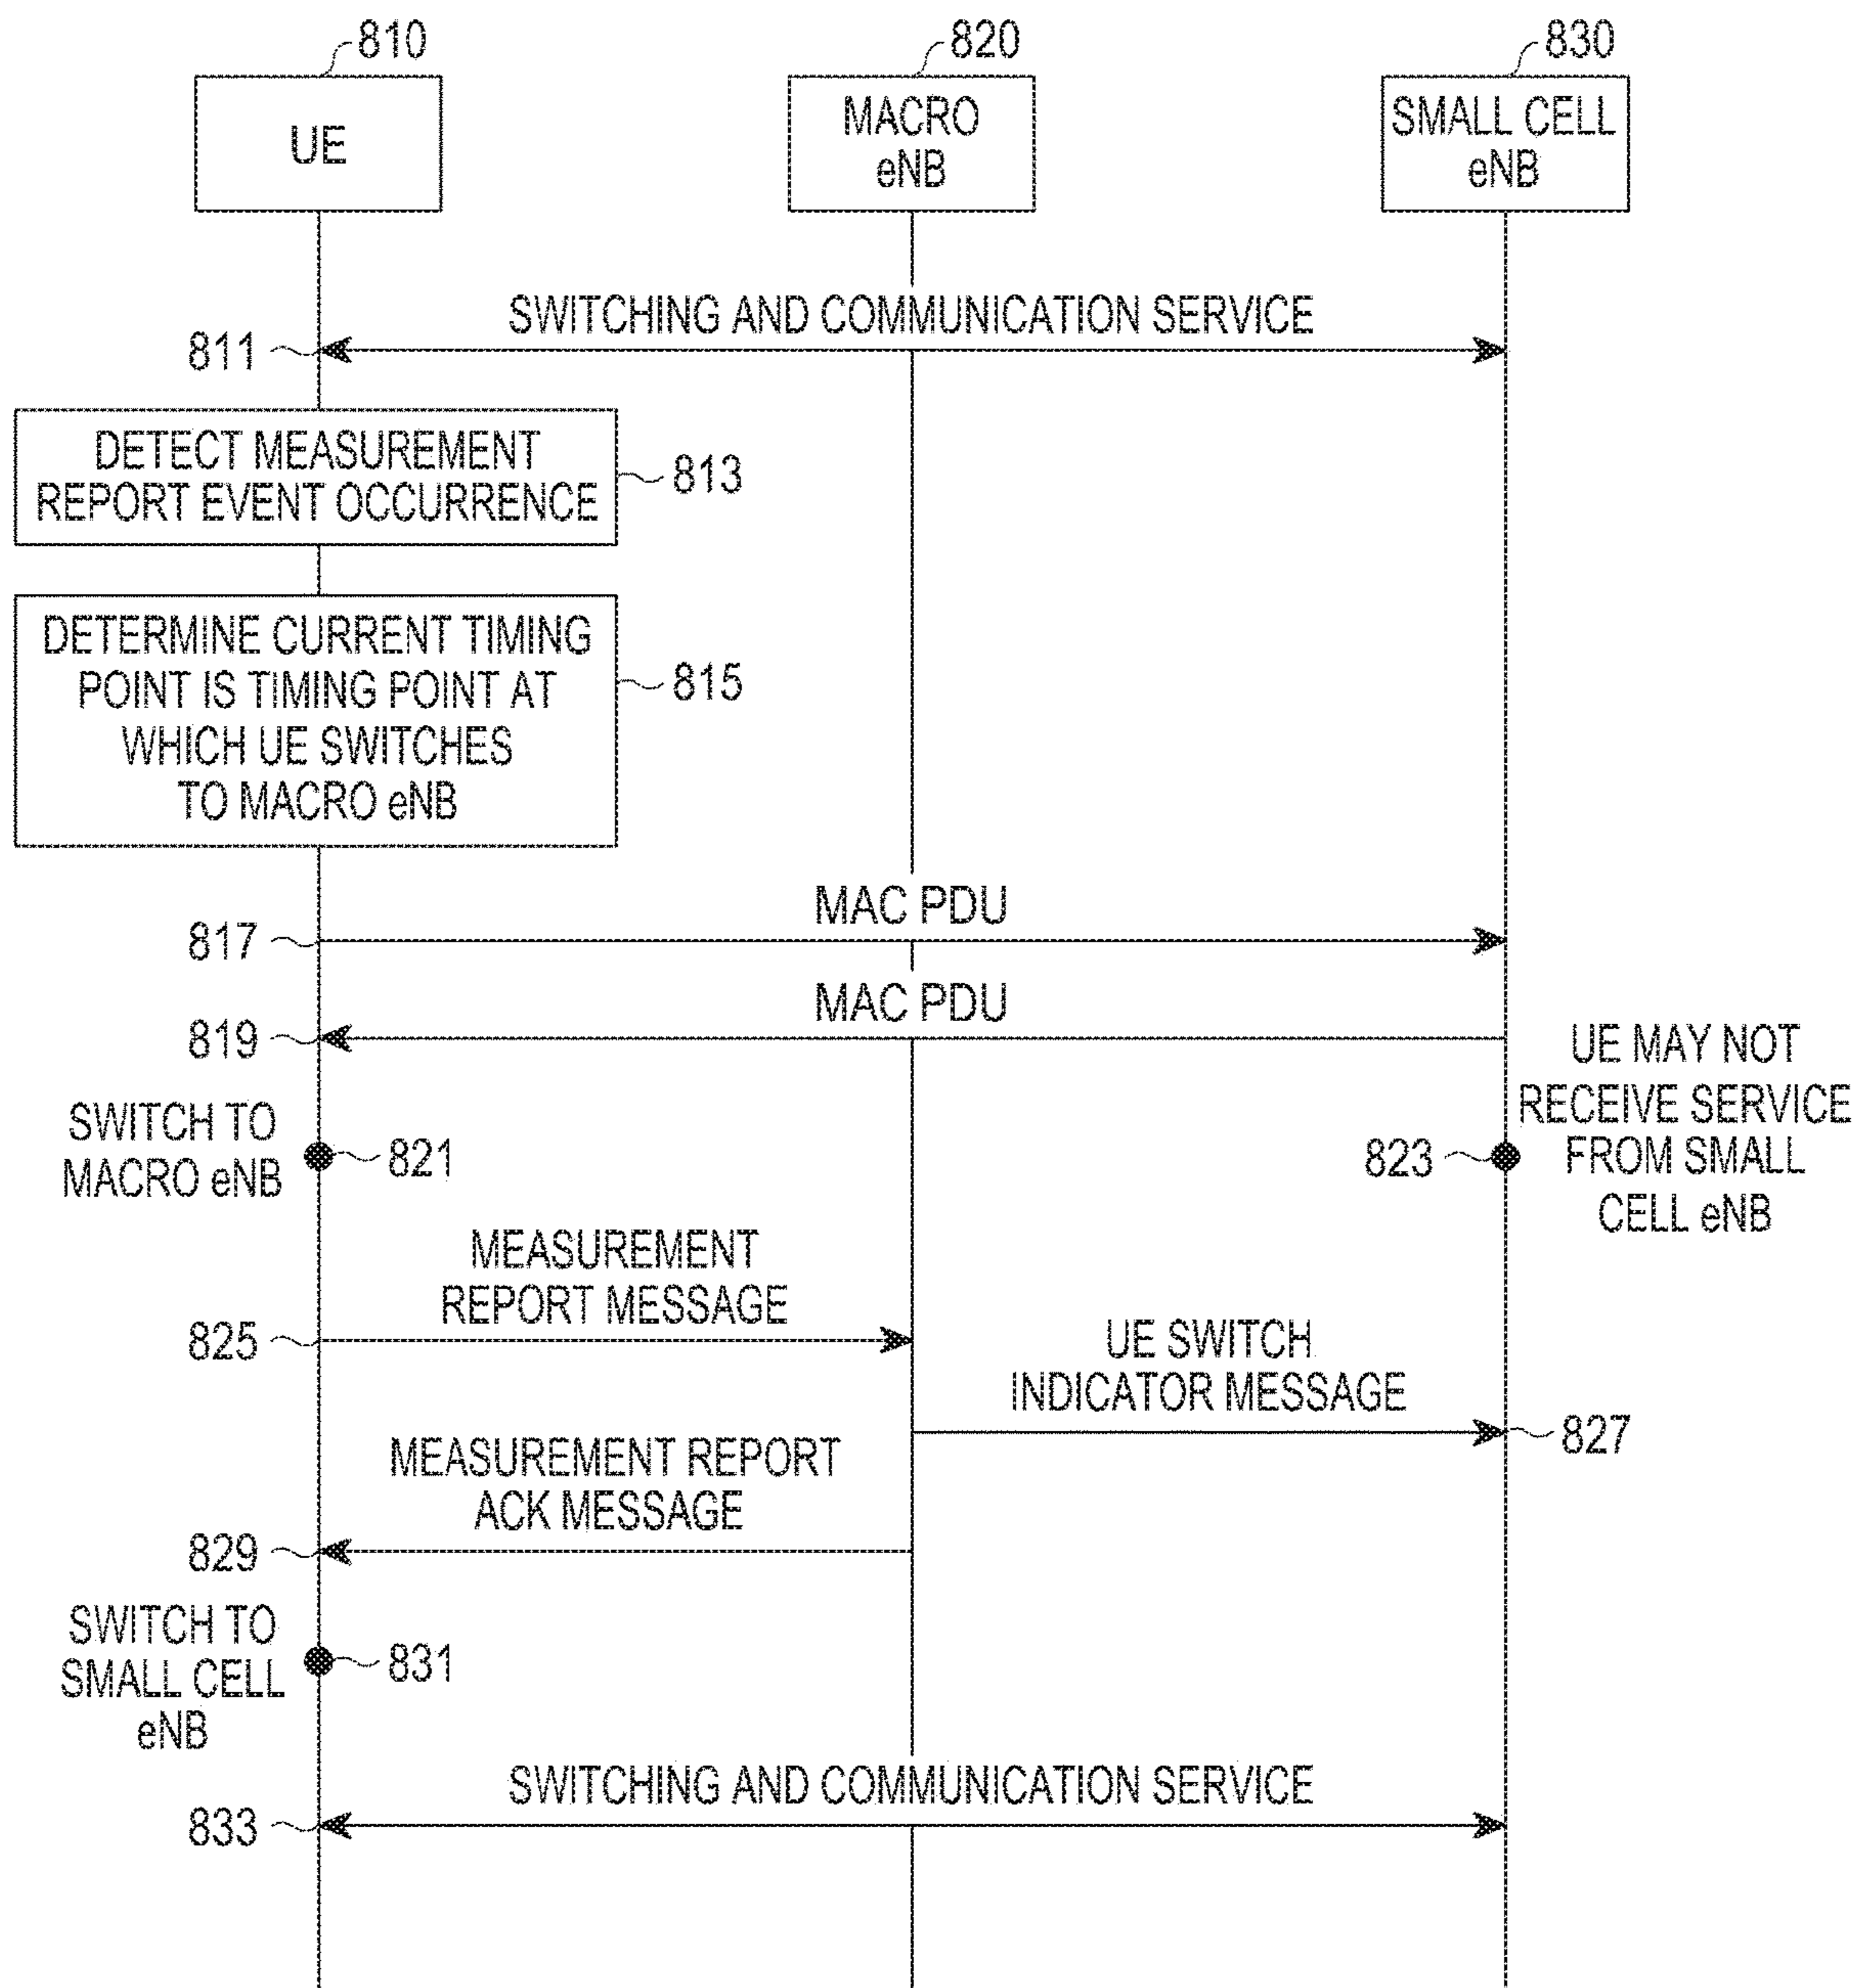 810
820
830
UE
MACRO
eNB
SMALL CELL
eNB
SWITCHING AND COMMUNICATION SERVICE
811
DETECT MEASUREMENT
REPORT EVENT OCCURRENCE
813
DETERMINE CURRENT TIMING
POINT IS TIMING POINT AT
WHICH UE SWITCHES
TO MACRO eNB
815
MAC PDU
817
MAC PDU
819
UE MAY NOT
RECEIVE SERVICE
FROM SMALL
CELL eNB
SWITCH TO
MACRO eNB
821
823
MEASUREMENT
REPORT MESSAGE
825
UE SWITCH
INDICATOR MESSAGE
827
MEASUREMENT REPORT
ACK MESSAGE
829
SWITCH TO
SMALL CELL
eNB
831
SWITCHING AND COMMUNICATION SERVICE
833